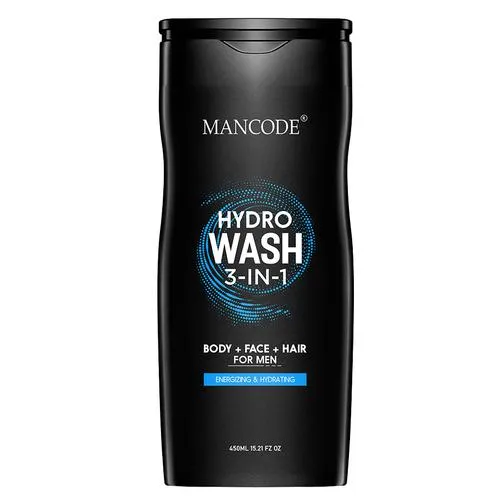 MANCODE®
HYDRO
WASH
3-IN-1
BODY + FACE + HAIR
FOR MEN
ENERGIZING & HYDRATING
450ML 15.21 FZ OZ